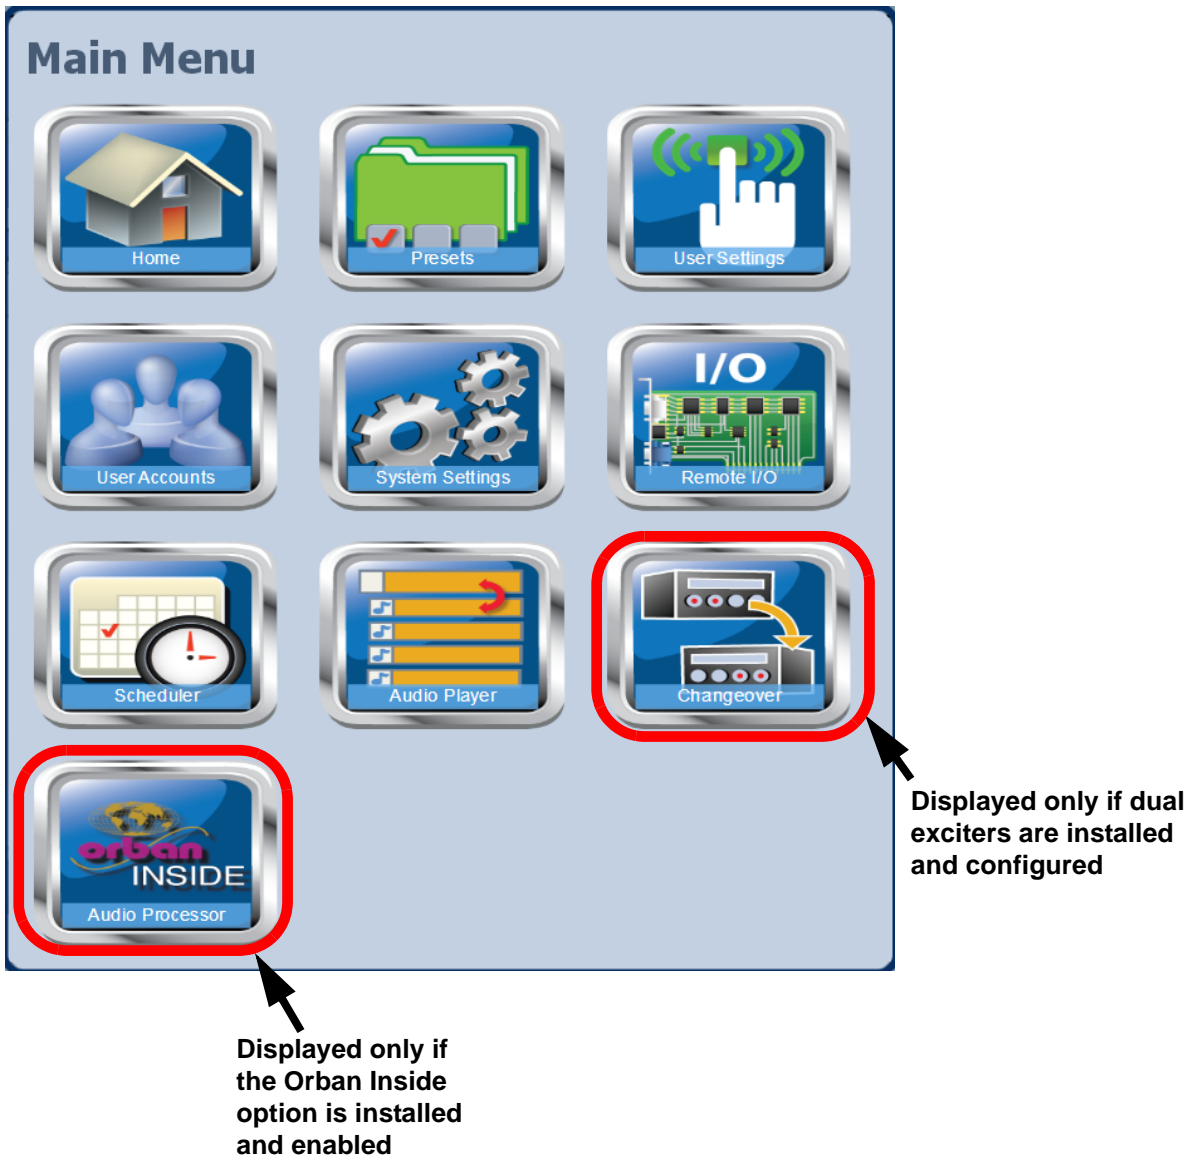 Main Menu
Home
Presets
User Settings
I/O
User Accounts
System Settings
Remote I/O
Scheduler
Audio Player
Changeover
orban
INSIDE
Audio Processor
Displayed only if dual
exciters are installed
and configured
Displayed only if
the Orban Inside
option is installed
and enabled